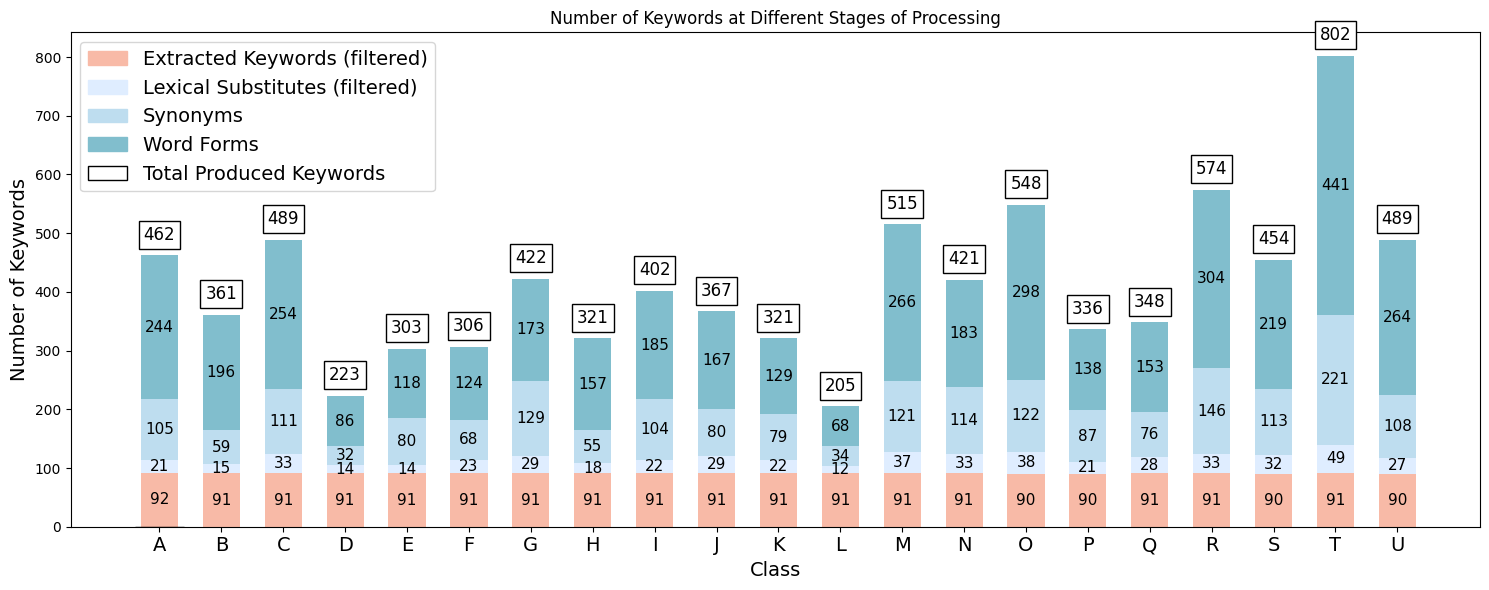 Number of Keywords at Different Stages of Processing
Number of Keywords
800
700
600
500
400
300
200
100
0
Extracted Keywords (filtered)
Lexical Substitutes (filtered)
Synonyms
Word Forms
Total Produced Keywords
462 361 489 223 303 306 422 321 402 367 321 205 515 421 548 336 348 574 454 802 489
244 196 254 86 118 124 173 157 185 167 129 68 266 183 298 138 153 304 219 441 264
105 59 111 32 80 68 129 55 104 80 79 34 121 114 122 87 76 146 113 221 108
21 15 33 14 14 23 29 18 22 29 22 12 37 33 38 21 28 33 32 49 27
92 91 91 91 91 91 91 91 91 91 91 91 91 91 90 90 91 91 90 91 90
A B C D E F G H I J K L M N O P Q R S T U
Class